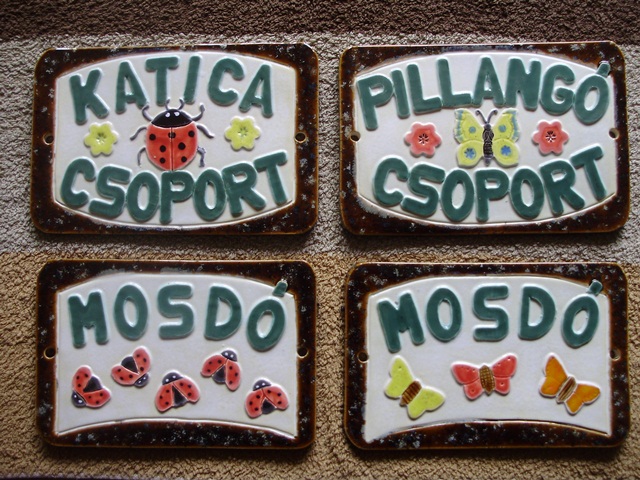 KATICA
CSOPORT
PILLANGÓ
CSOPORT
MOSDÓ
MOSDÓ